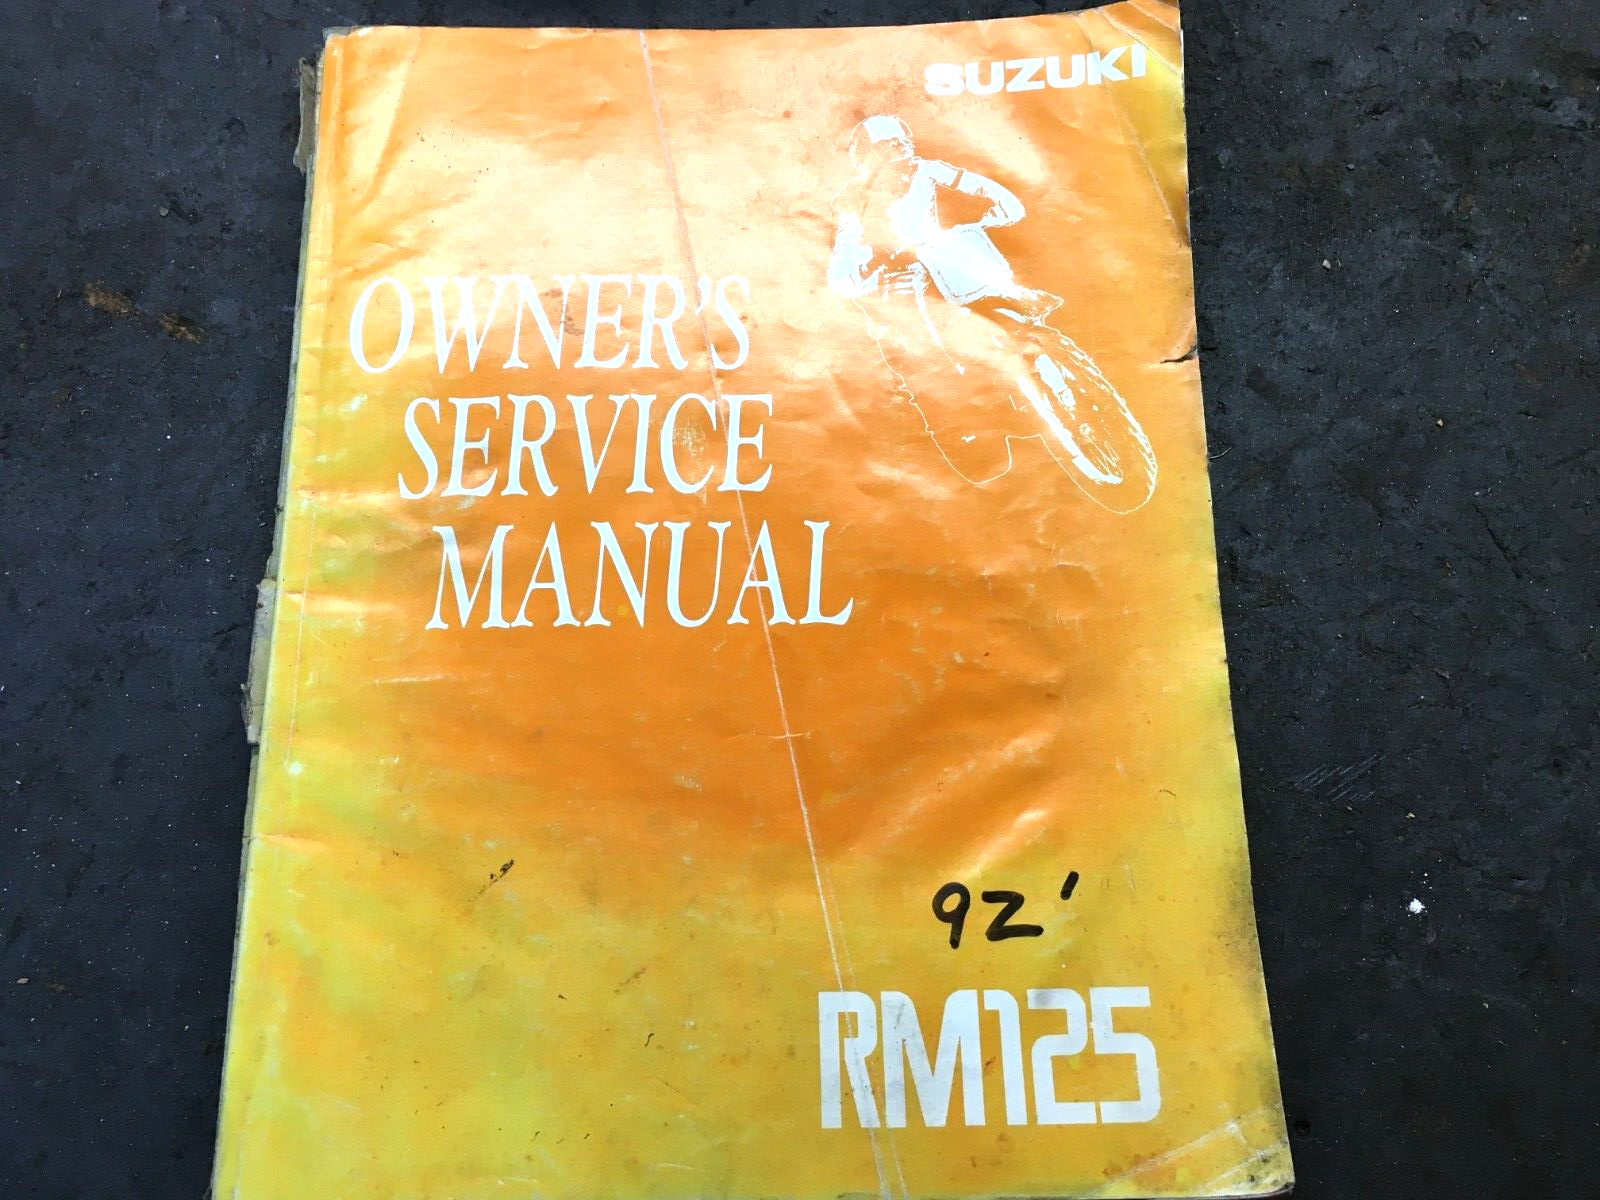 SUZUKI
OWNER'S
SERVICE
MANUAL
92'
RM125